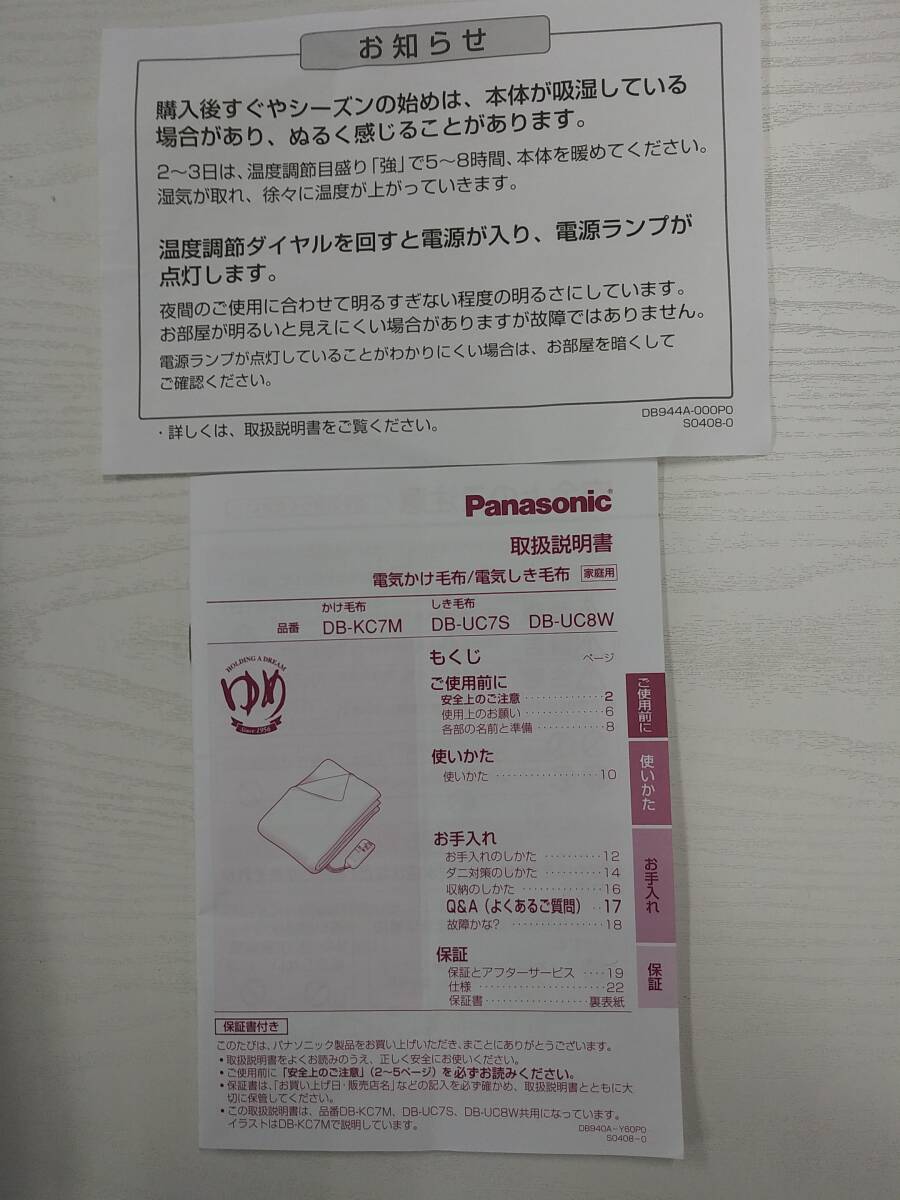 お知らせ
購入後すぐやシーズンの始めは、本体が吸湿している
場合があり、ぬるく感じることがあります。
2〜3日は、温度調節目盛り「強」で5〜8時間、本体を暖めてください。
湿気が取れ、徐々に温度が上がっていきます。
温度調節ダイヤルを回すと電源が入り、電源ランプが
点灯します。
夜間のご使用に合わせて明るすぎない程度の明るさにしています。
お部屋が明るいと見えにくい場合がありますが故障ではありません。
電源ランプが点灯していることがわかりにくい場合は、お部屋を暗くして
ご確認ください。
・詳しくは、取扱説明書をご覧ください。
DB944A-000P0
S0408-0
Panasonic®
取扱説明書
電気かけ毛布/電気しき毛布 家庭用
かけ毛布 しき毛布
品番 DB-KC7M DB-UC7S DB-UC8W
HOLDING A DREAM
ゆめ
Since 1958
もくじ ページ
ご使用前に
安全上のご注意 ・・・・・・・・・・・・・ 2
使用上のお願い ・・・・・・・・・・・・・ 6
各部の名前と準備 ・・・・・・・・・・・ 8
使いかた
使いかた ・・・・・・・・・・・・・・・・・ 10
お手入れ
お手入れのしかた ・・・・・・・・・・ 12
ダニ対策のしかた ・・・・・・・・・・ 14
収納のしかた ・・・・・・・・・・・・・ 16
Q&A(よくあるご質問) ・・ 17
故障かな? ・・・・・・・・・・・・・・・ 18
保証
保証とアフターサービス ・・・・ 19
仕様 ・・・・・・・・・・・・・・・・・・・・ 22
保証書・・・・・・・・・・・・・・・・・ 裏表紙
ご使用前に
使いかた
お手入れ
保証
保証書付き
このたびは、パナソニック製品をお買い上げいただき、まことにありがとうございます。
•取扱説明書をよくお読みのうえ、正しく安全にお使いください。
•ご使用前に「安全上のご注意」(2〜5ページ)を必ずお読みください。
•保証書は、「お買い上げ日・販売店名」などの記入を必ず確かめ、取扱説明書とともに大
切に保管してください。
•この取扱説明書は、品番DB-KC7M、DB-UC7S、DB-UC8W共用になっています。
イラストはDB-KC7Mで説明しています。
DB940A-Y60P0
S0408-0